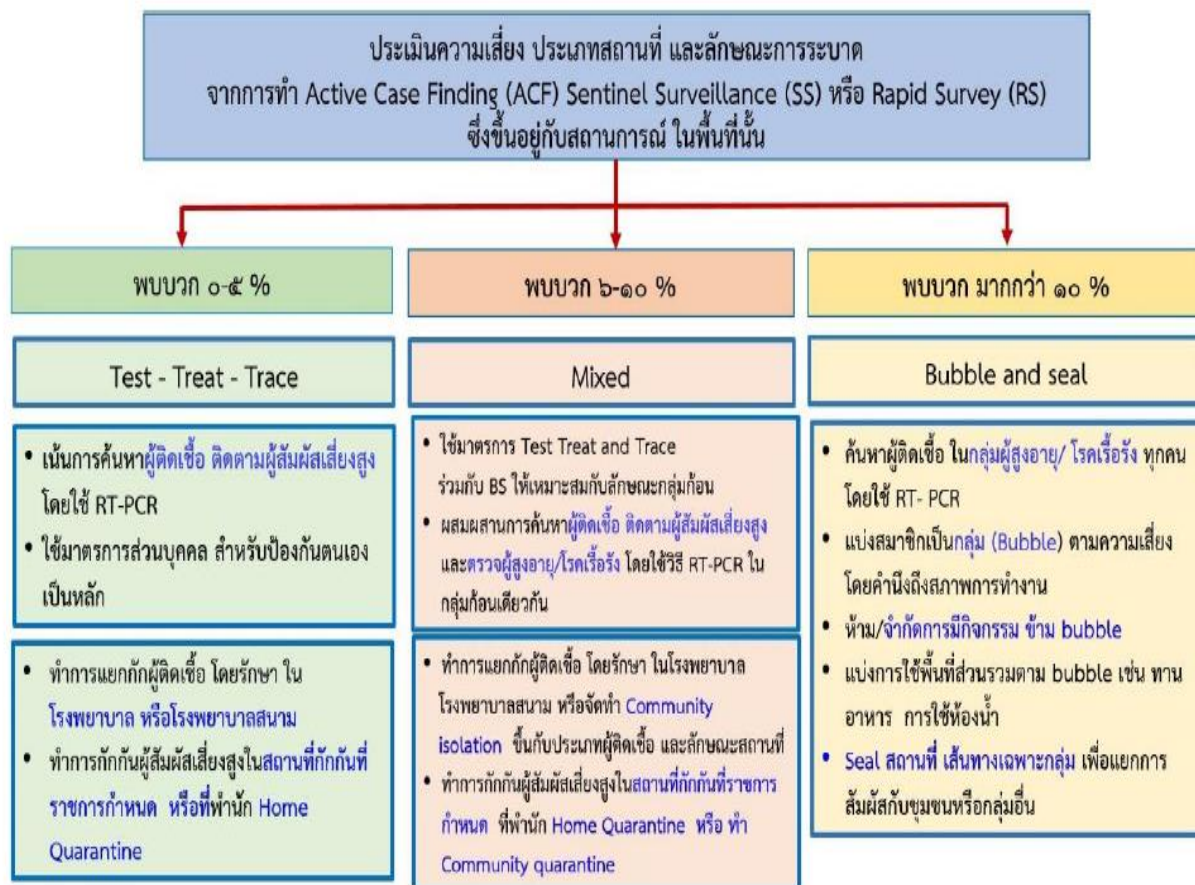 ประเมินความเสี่ยง ประเภทสถานที่ และลักษณะการระบาด
จากการทำ Active Case Finding (ACF) Sentinel Surveillance (SS) หรือ Rapid Survey (RS)
ซึ่งขึ้นอยู่กับสถานการณ์ ในพื้นที่นั้น
พบบวก ๐-๕ %
Test - Treat - Trace
• เน้นการค้นหาผู้ติดเชื้อ ติดตามผู้สัมผัสเสี่ยงสูง
โดยใช้ RT-PCR
• ใช้มาตรการส่วนบุคคล สำหรับป้องกันตนเอง
เป็นหลัก
• ทำการแยกกักผู้ติดเชื้อ โดยรักษา ใน
โรงพยาบาล หรือโรงพยาบาลสนาม
• ทำการกักกันผู้สัมผัสเสี่ยงสูงในสถานที่กักกันที่
ราชการกำหนด หรือที่พำนัก Home
Quarantine
พบบวก ๖-๑๐ %
Mixed
• ใช้มาตรการ Test Treat and Trace
ร่วมกับ BS ให้เหมาะสมกับลักษณะกลุ่มก้อน
• ผสมผสานการค้นหาผู้ติดเชื้อ ติดตามผู้สัมผัสเสี่ยงสูง
และตรวจผู้สูงอายุ/โรคเรื้อรัง โดยใช้วิธี RT-PCR ใน
กลุ่มก้อนเดียวกัน
• ทำการแยกกักผู้ติดเชื้อ โดยรักษา ในโรงพยาบาล
โรงพยาบาลสนาม หรือจัดทำ Community
isolation ขึ้นกับประเภทผู้ติดเชื้อ และลักษณะสถานที่
• ทำการกักกันผู้สัมผัสเสี่ยงสูงในสถานที่กักกันที่ราชการ
กำหนด ที่พำนัก Home Quarantine หรือ ทำ
Community quarantine
พบบวก มากกว่า ๑๐ %
Bubble and seal
• ค้นหาผู้ติดเชื้อ ในกลุ่มผู้สูงอายุ/ โรคเรื้อรัง ทุกคน
โดยใช้ RT- PCR
• แบ่งสมาชิกเป็นกลุ่ม (Bubble) ตามความเสี่ยง
โดยคำนึงถึงสภาพการทำงาน
• ห้าม/จำกัดการมีกิจกรรม ข้าม bubble
• แบ่งการใช้พื้นที่ส่วนรวมตาม bubble เช่น ทาน
อาหาร การใช้ห้องน้ำ
• Seal สถานที่ เส้นทางเฉพาะกลุ่ม เพื่อแยกการ
สัมผัสกับชุมชนหรือกลุ่มอื่น